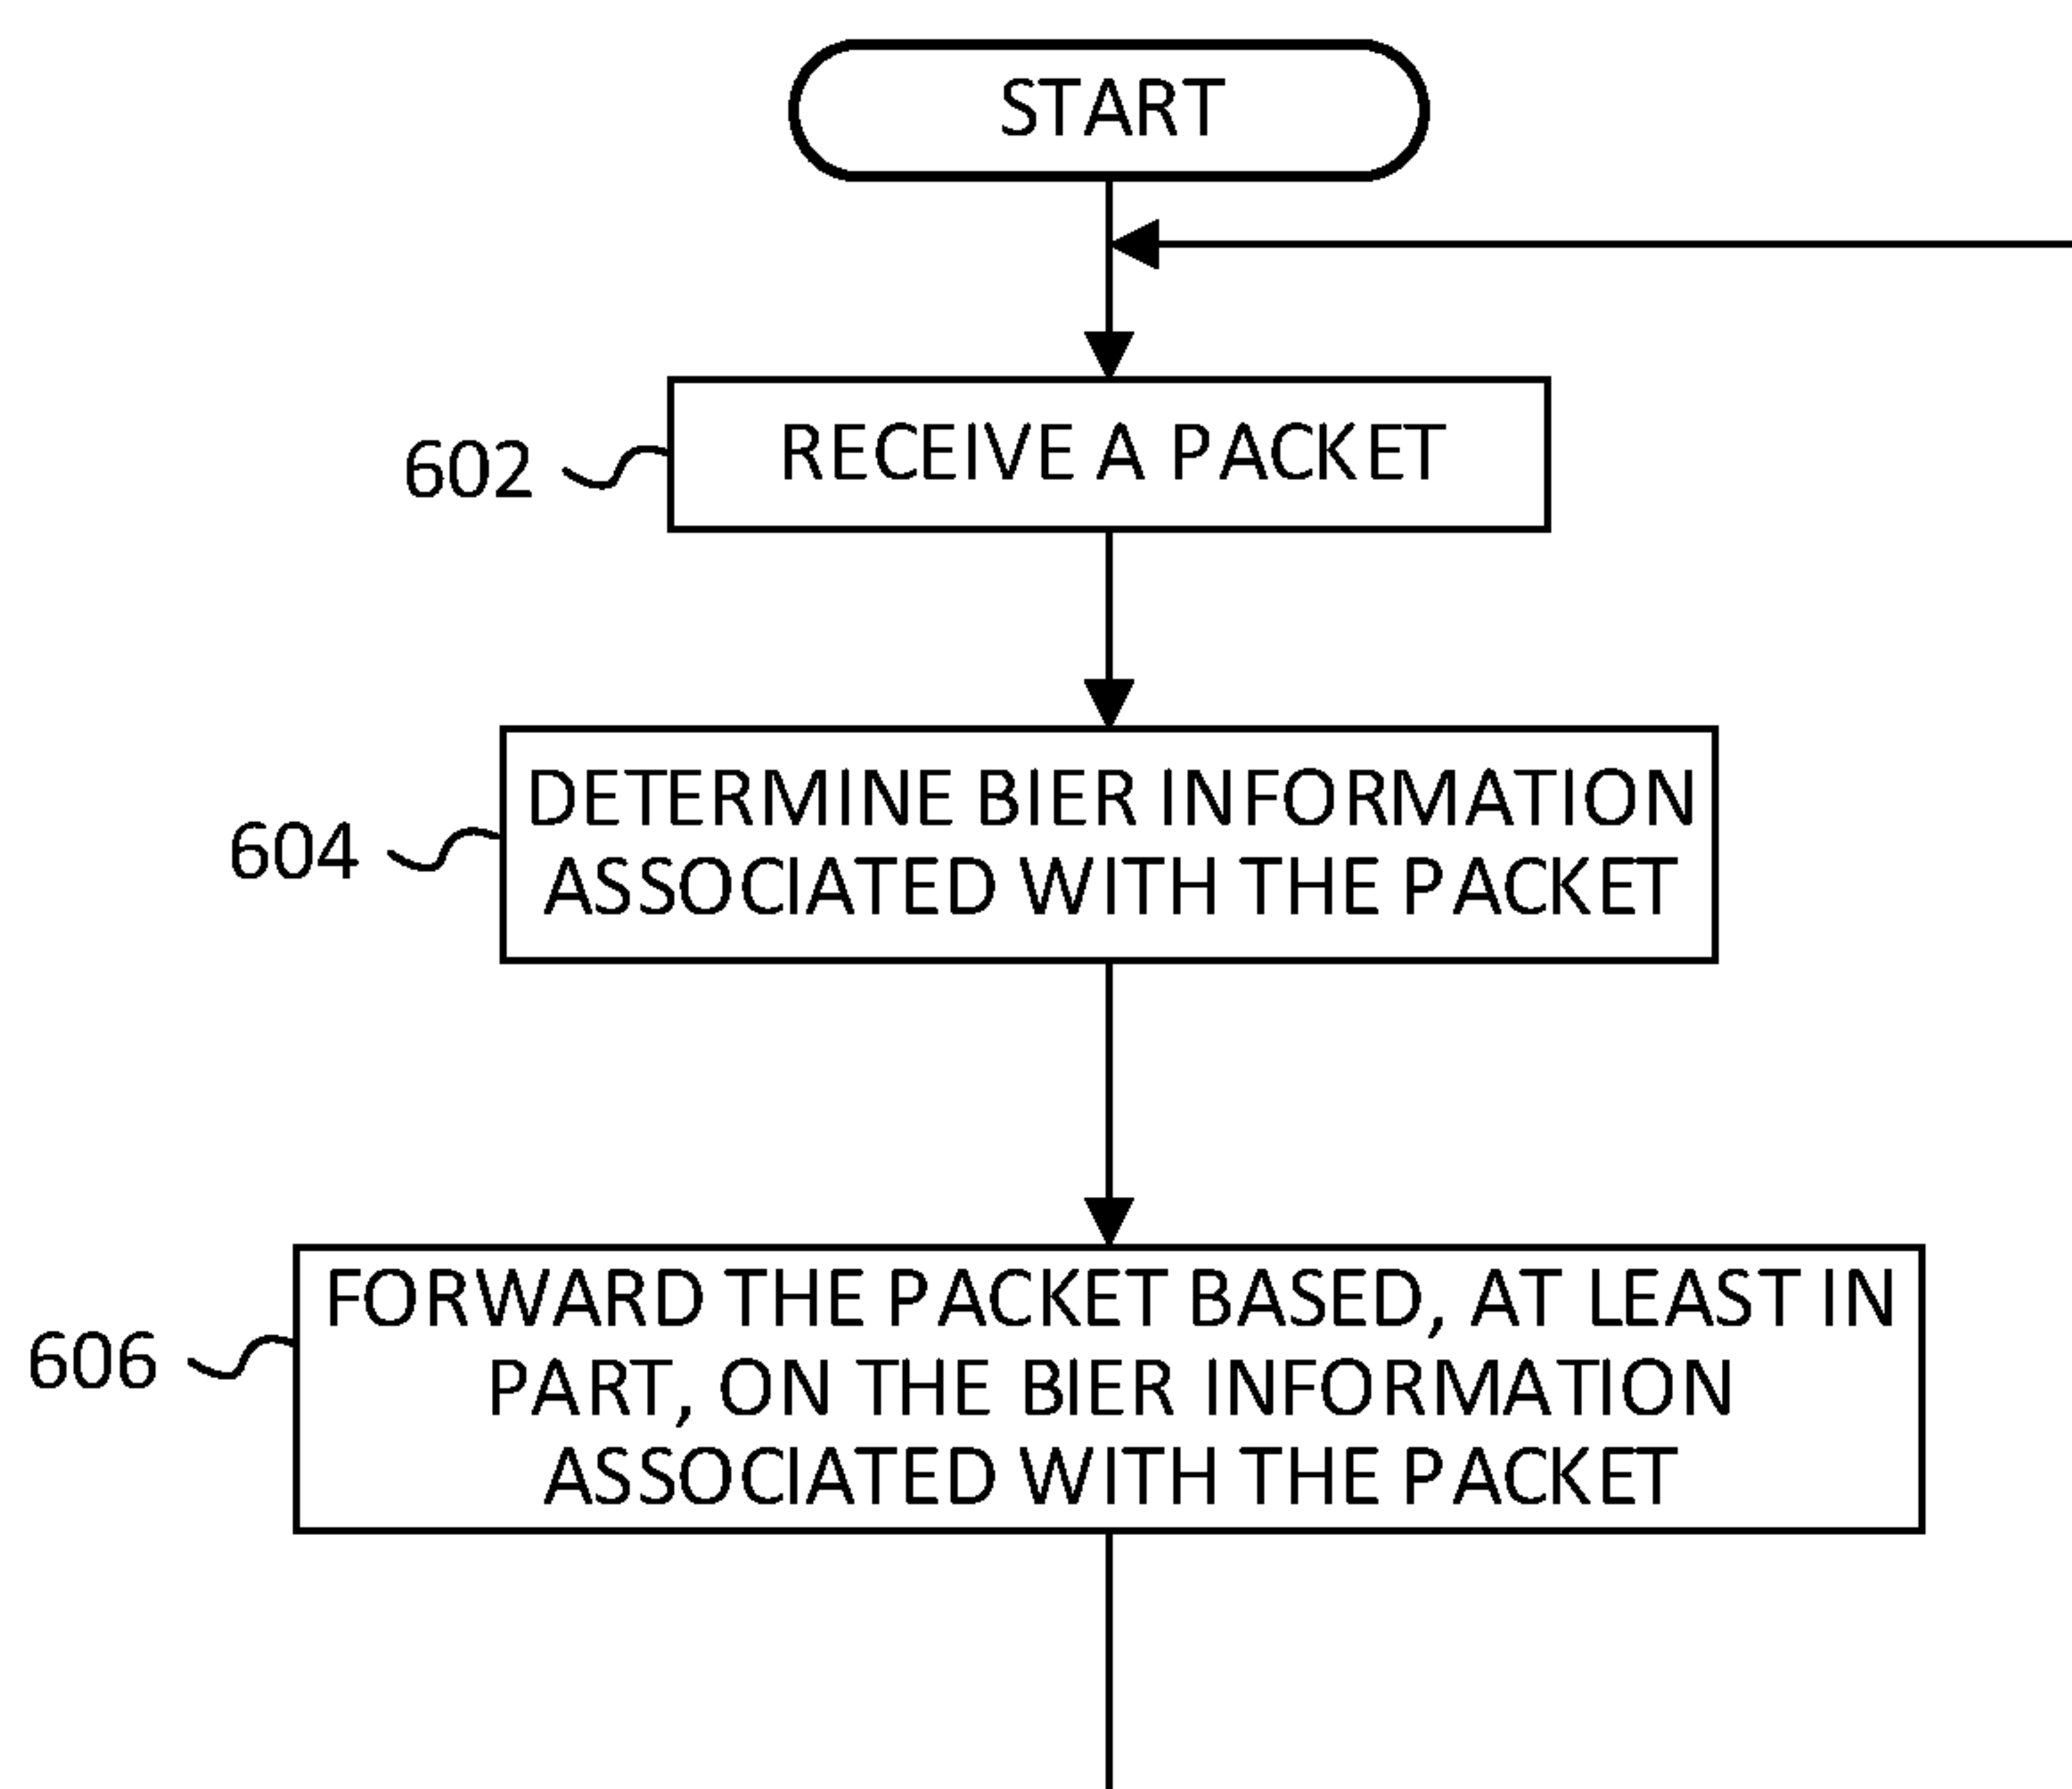 START
602
RECEIVE A PACKET
604
DETERMINE BIER INFORMATION
ASSOCIATED WITH THE PACKET
606
FORWARD THE PACKET BASED, AT LEAST IN
PART, ON THE BIER INFORMATION
ASSOCIATED WITH THE PACKET